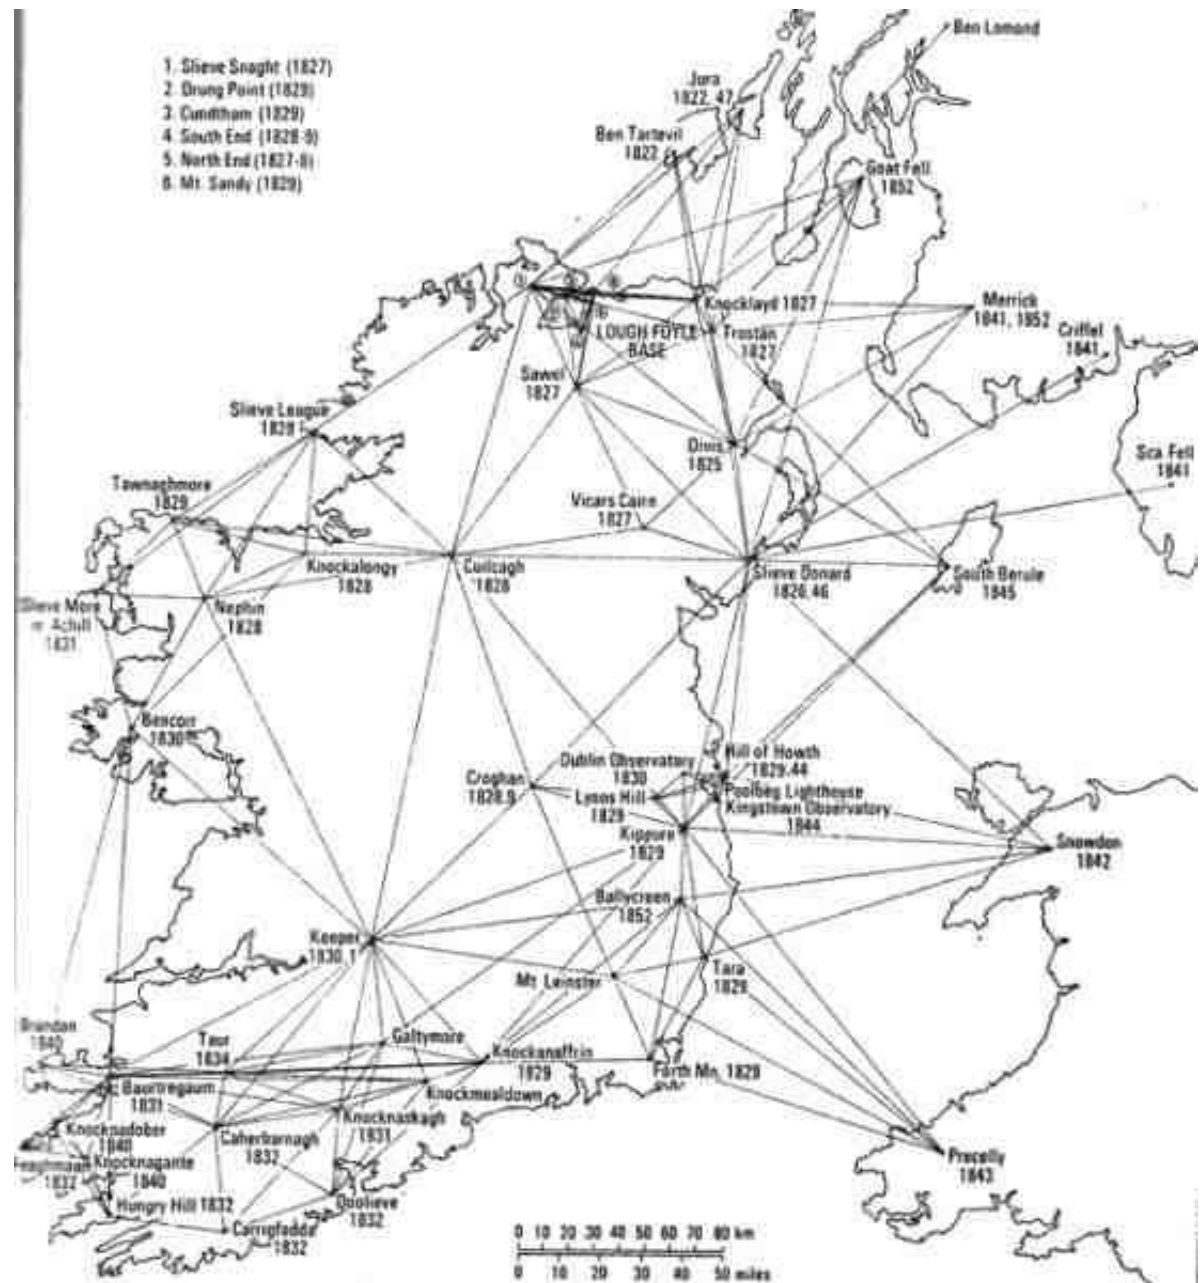 1. Slieve Snaght (1827)
2 Drung Point (1829)
3 Cundtham (1829)
4 South End (1828-9)
5. North End (1827-8)
6. Mt. Sandy (1829)
Ben Lomond
Jura
1822, 47
Ben Tartevil
1822
Goat Fell
1852
Knocklayd 1827
Merrick
1841, 1852
Criffel
1841
LOUGH FOYLE
BASE
Trostan
1827
Sawel
1827
Slieve League
1828
Divis
1825
Sca Fell
1841
Tawnaghmore
1829
Vicars Cairn
1827
Knockalongy
1828
Cuilcagh
1828
Slieve Donard
1826,46
South Berule
1845
Slieve More
Achill
1831
Nephin
1828
Bencorr
1830
Dublin Observatory
1830
Hill of Howth
1829.44
Croghan
1828.9
Lyons Hill
1829
Poolbeg Lighthouse
Kingstown Observatory
1844
Kippure
1829
Snowdon
1842
Ballycreen
1852
Keeper
1830.1
Mt Leinster
Tara
1829
Brandon
1840
Taur
1834
Galtymore
Knockanaffrin
1829
Forth Mn. 1829
Baurtregaum
1831
Knockmealdown
Knocknadober
1840
Caherbarnagh
1832
Knocknaskagh
1831
1832
Knocknagante
1840
Precelly
1843
Hungry Hill 1832
Carrigfadda
1832
Doolieve
1832
0 10 20 30 40 50 60 70 80 km
0 10 20 30 40 50 miles